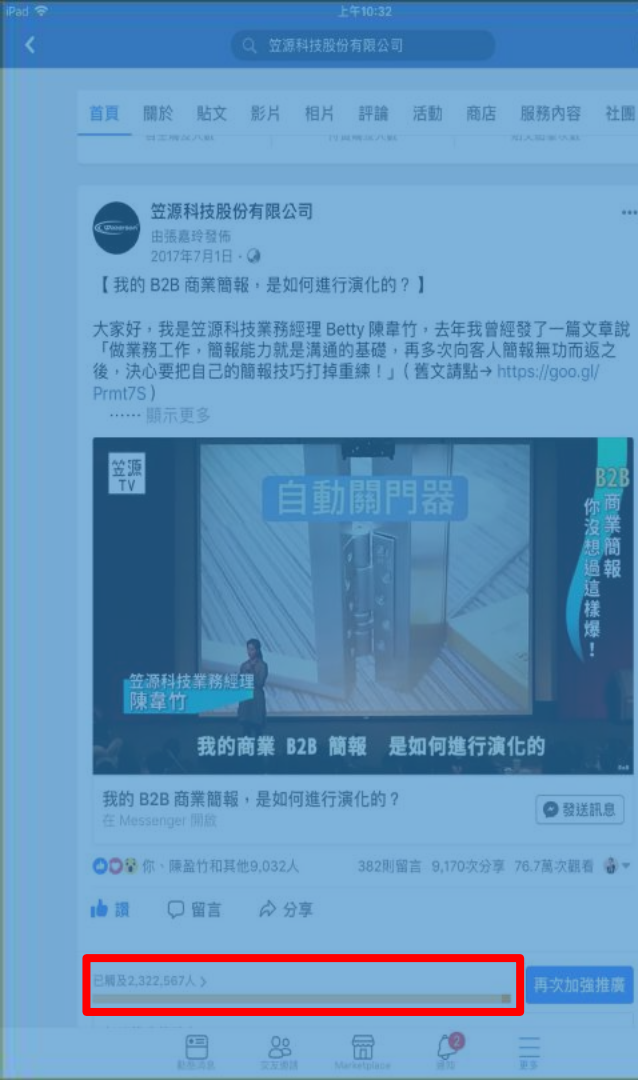 iPad 上午10:32
笠源科技股份有限公司
首頁 關於 貼文 影片 相片 評論 活動 商店 服務內容 社團
笠源科技股份有限公司
由張嘉玲發佈
2017年7月1日
【 我的 B2B 商業簡報，是如何進行演化的？】
大家好，我是笠源科技業務經理 Betty 陳韋竹，去年我曾經發了一篇文章說
「做業務工作，簡報能力就是溝通的基礎，再多次向客人簡報無功而返之
後，決心要把自己的簡報技巧打掉重練！」( 舊文請點→ https://goo.gl/
Prmt7S )
⋯⋯ 顯示更多
笠源
TV
自動關門器
B2B
商業簡報
你沒想過這樣爆！
笠源科技業務經理
陳韋竹
我的商業 B2B 簡報 是如何進行演化的
我的 B2B 商業簡報，是如何進行演化的？
在 Messenger 開啟
發送訊息
你、陳盈竹和其他9,032人 382則留言 9,170次分享 76.7萬次觀看
讚 留言 分享
已觸及2,322,567人 >
再次加強推廣
2
動態消息 交友邀請 Marketplace 通知 更多